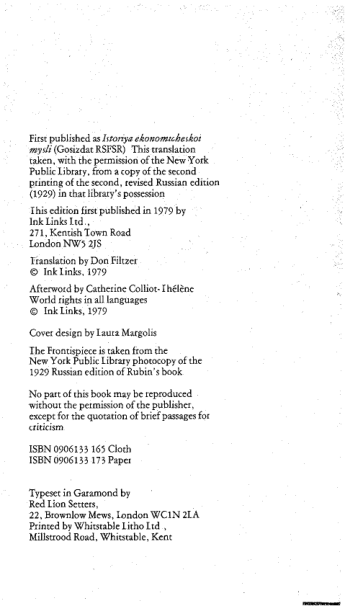 First published as Istoriya ekonomicheskoi
mysli (Gosizdat RSFSR) This translation
taken, with the permission of the New York
Public Library, from a copy of the second
printing of the second, revised Russian edition
(1929) in that library's possession
This edition first published in 1979 by
Ink Links Ltd.,
271, Kentish Town Road
London NW5 2JS
Translation by Don Filtzer
© Ink Links, 1979
Afterword by Catherine Colliot-Thélène
World rights in all languages
© Ink Links, 1979
Cover design by Laura Margolis
The Frontispiece is taken from the
New York Public Library photocopy of the
1929 Russian edition of Rubin's book
No part of this book may be reproduced
without the permission of the publisher,
except for the quotation of brief passages for
criticism
ISBN 0906133 165 Cloth
ISBN 0906133 173 Paper
Typeset in Garamond by
Red Lion Setters,
22, Brownlow Mews, London WC1N 2LA
Printed by Whitstable Litho Ltd ,
Millstrood Road, Whitstable, Kent